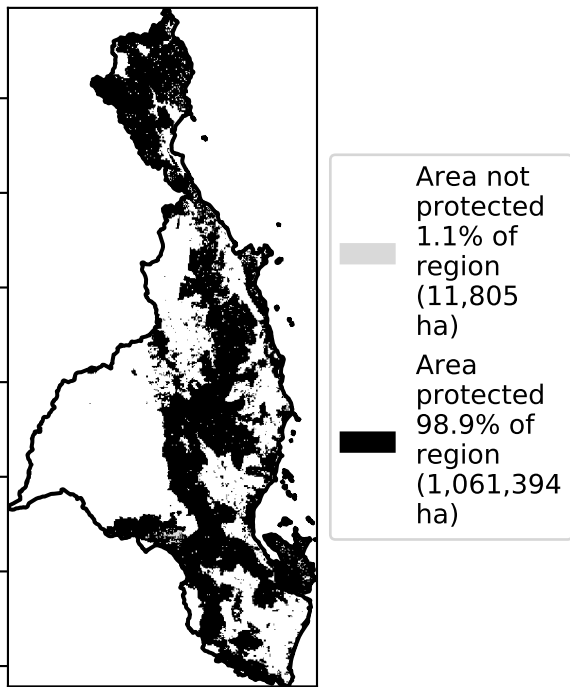 Area not
protected
1.1% of
region
(11,805
ha)
Area
protected
98.9% of
region
(1,061,394
ha)